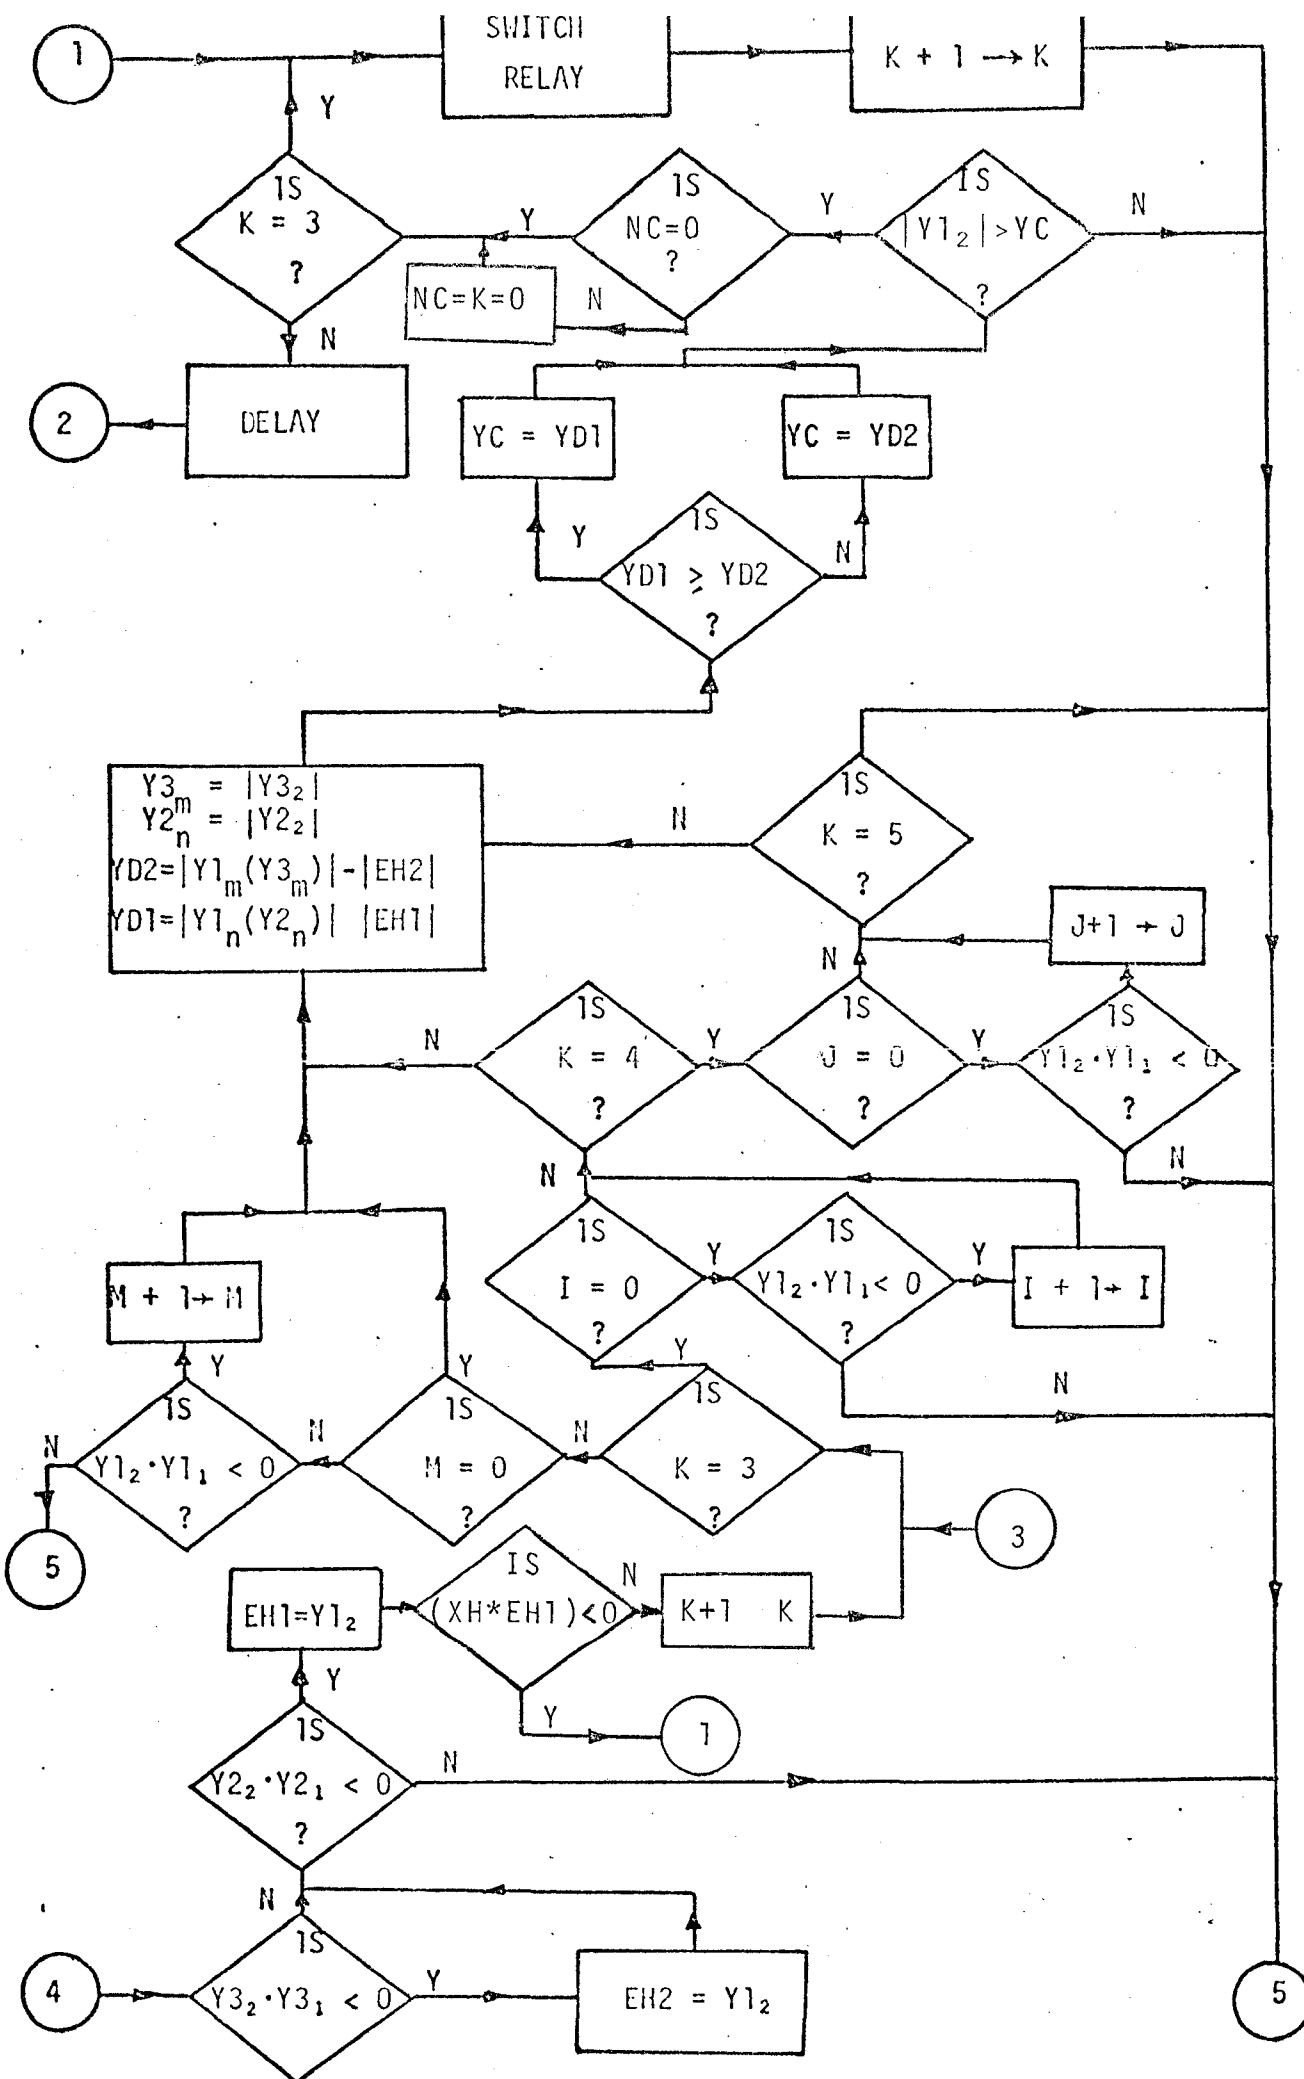 1
SWITCH
RELAY
K + 1 → K
Y
IS
K = 3
?
Y
IS
NC=0
?
Y
IS
|Y1₂|>YC
?
N
NC=K=0
N
N
2
DELAY
YC = YD1
YC = YD2
Y
IS
YD1 ≥ YD2
?
N
Y3m = |Y3₂|
Y2n = |Y2₂|
YD2=|Y1m(Y3m)|-|EH2|
YD1=|Y1n(Y2n)| |EH1|
N
IS
K = 5
?
J+1 → J
N
N
IS
K = 4
?
Y
IS
J = 0
?
Y
IS
Y1₂·Y1₁ < 0
?
N
N
IS
I = 0
?
Y
IS
Y1₂·Y1₁< 0
?
Y
I + 1→ I
N
M + 1→ M
Y
N
IS
Y1₂·Y1₁ < 0
?
N
Y
IS
M = 0
?
N
Y
IS
K = 3
?
3
5
EH1=Y1₂
IS
(XH*EH1)<0
N
K+1 K
Y
1
Y
IS
Y2₂·Y2₁ < 0
?
N
N
4
IS
Y3₂·Y3₁ < 0
Y
EH2 = Y1₂
5